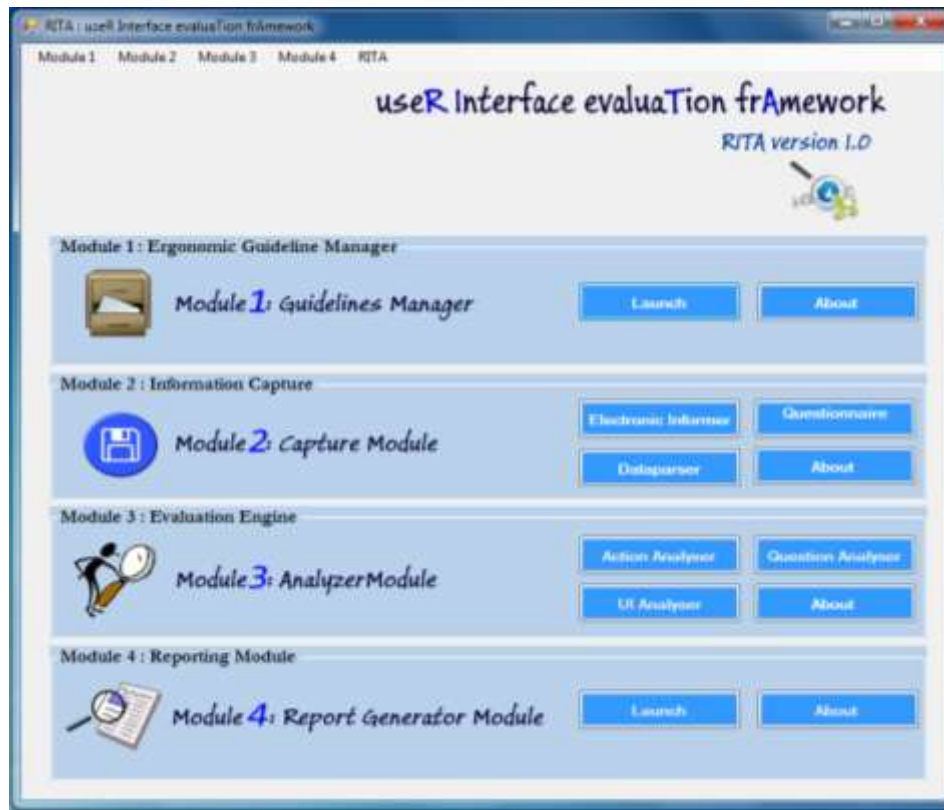 RITA : useR Interface evaluaTion frAmework
Module 1 Module 2 Module 3 Module 4 RITA
useR Interface evaluaTion frAmework
RITA version 1.0
Module 1 : Ergonomic Guideline Manager
Module 1: Guidelines Manager
Launch About
Module 2 : Information Capture
Electronic Informer Questionnaire
Module 2: Capture Module
Dataparser About
Module 3 : Evaluation Engine
Action Analyser Question Analyser
Module 3: AnalyzerModule
UI Analyser About
Module 4 : Reporting Module
Module 4: Report Generator Module
Launch About